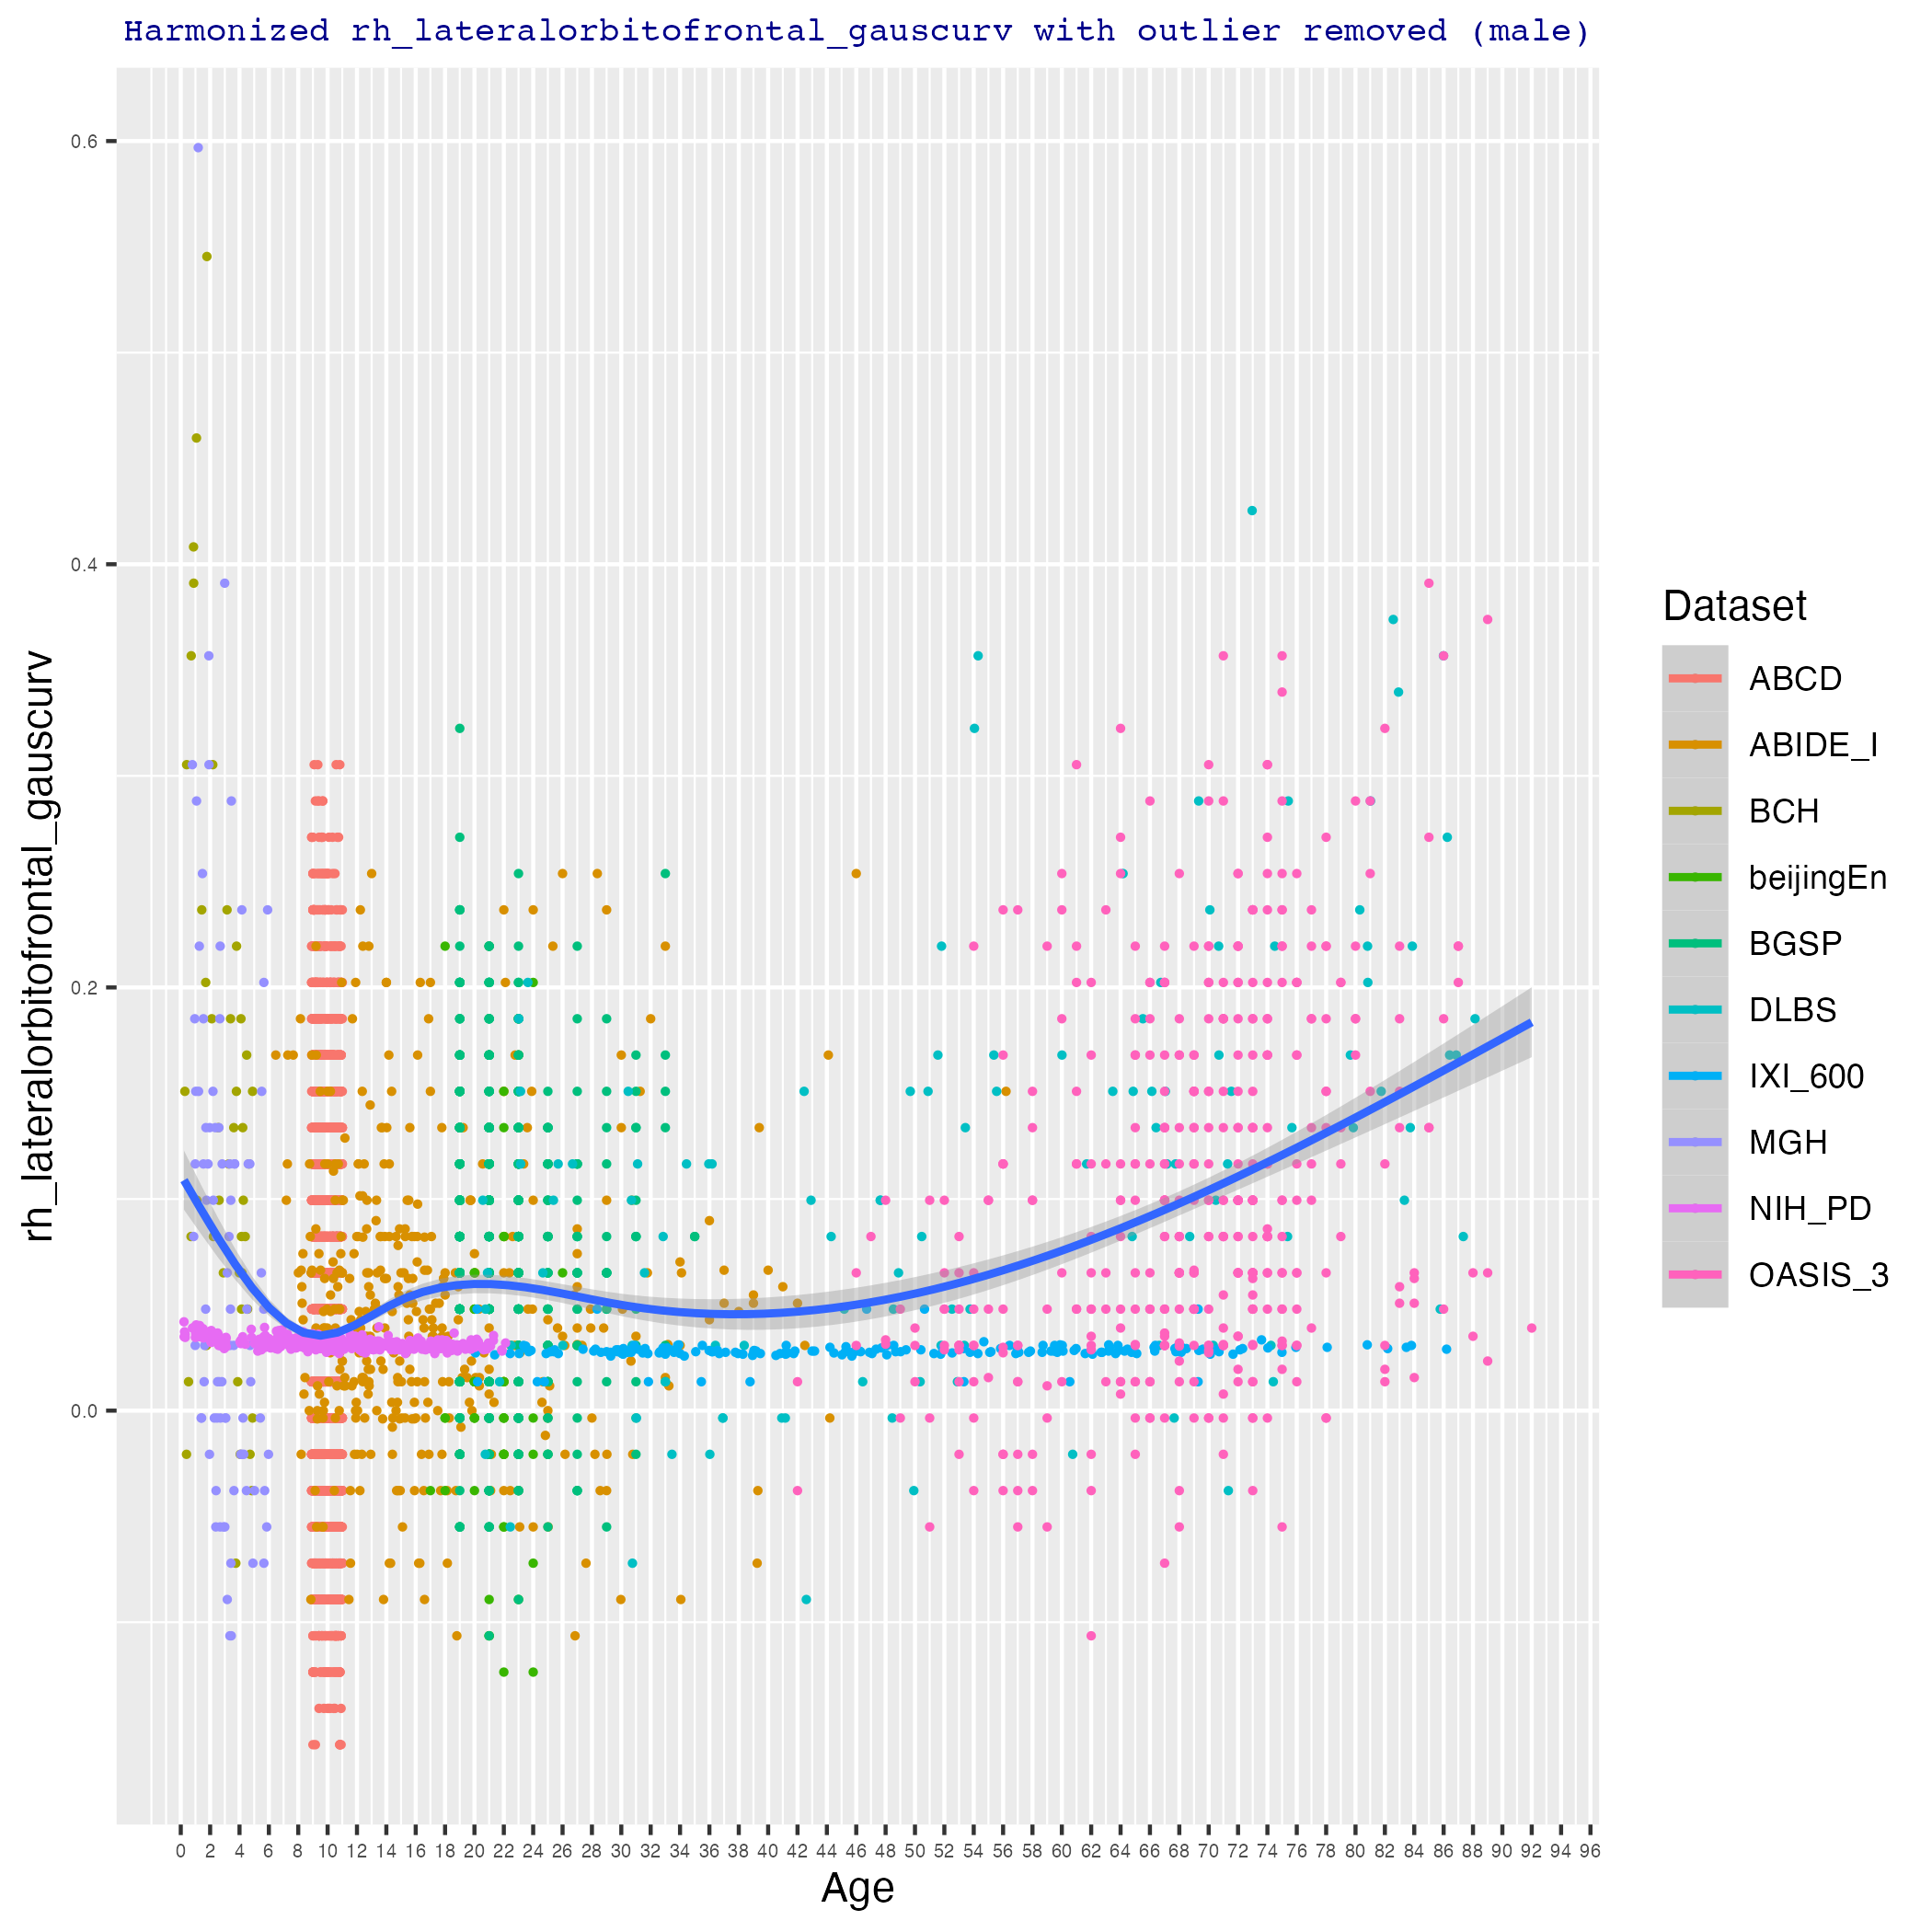 Harmonized rh_lateralorbitofrontal_gauscurv with outlier removed (male)
rh_lateralorbitofrontal_gauscurv
0.6
0.4
0.2
0.0
0 2 4 6 8 10 12 14 16 18 20 22 24 26 28 30 32 34 36 38 40 42 44 46 48 50 52 54 56 58 60 62 64 66 68 70 72 74 76 78 80 82 84 86 88 90 92 94 96
Age
Dataset
ABCD
ABIDE_I
BCH
beijingEn
BGSP
DLBS
IXI_600
MGH
NIH_PD
OASIS_3